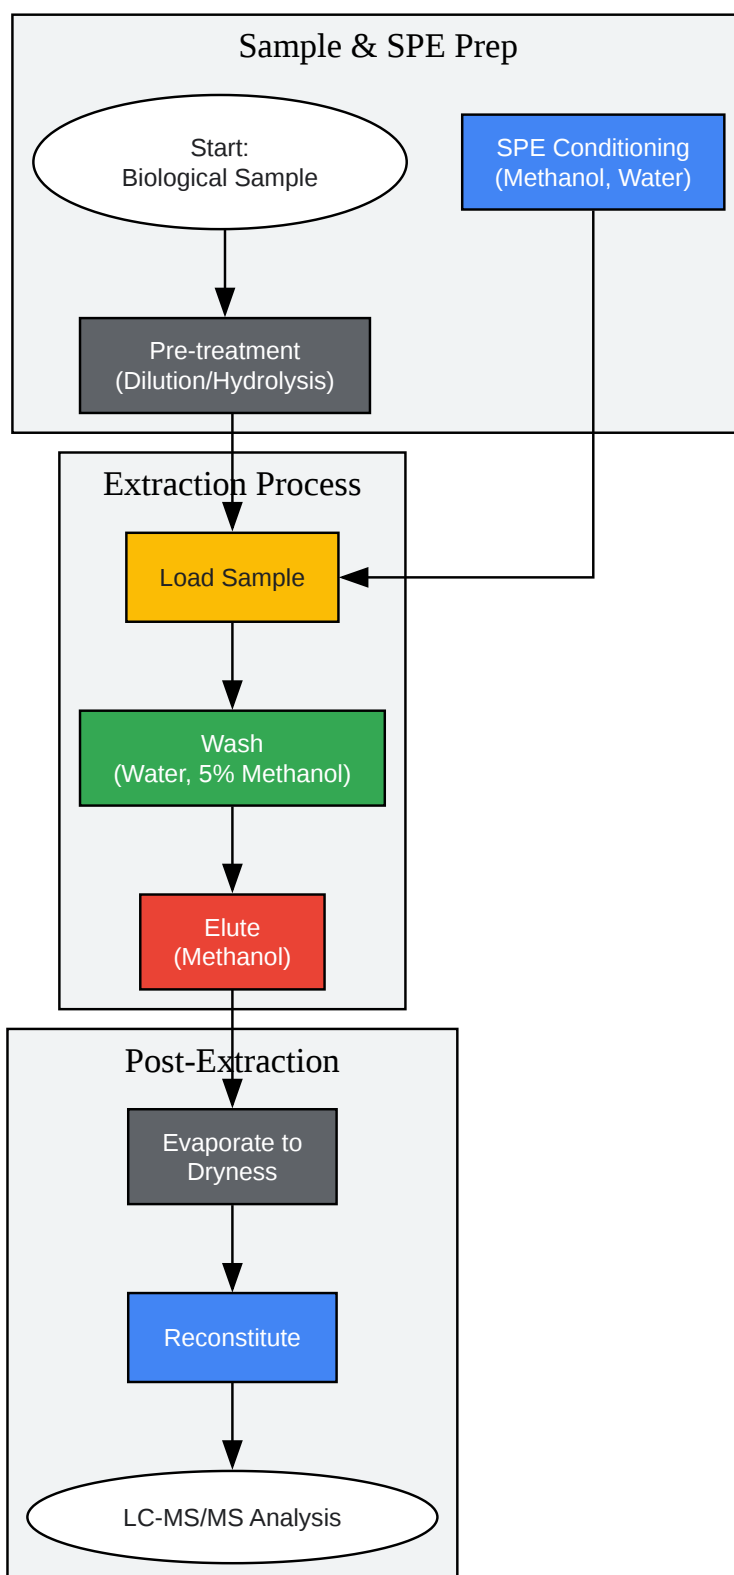 Sample & SPE Prep
Start:
Biological Sample
SPE Conditioning
(Methanol, Water)
Pre-treatment
(Dilution/Hydrolysis)
Extraction Process
Load Sample
Wash
(Water, 5% Methanol)
Elute
(Methanol)
Post-Extraction
Evaporate to
Dryness
Reconstitute
LC-MS/MS Analysis